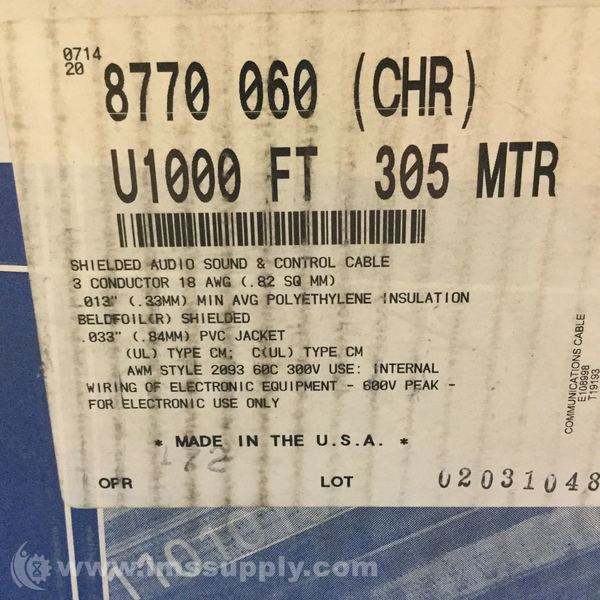 0714
20
8770 060 (CHR)
U1000 FT 305 MTR
SHIELDED AUDIO SOUND & CONTROL CABLE
3 CONDUCTOR 18 AWG (.82 SQ MM)
.013" (.33MM) MIN AVG POLYETHYLENE INSULATION
BELDFOIL(R) SHIELDED
.033" (.84MM) PVC JACKET
(UL) TYPE CM; C(UL) TYPE CM
AWM STYLE 2093 60C 300V USE: INTERNAL
WIRING OF ELECTRONIC EQUIPMENT - 600V PEAK -
FOR ELECTRONIC USE ONLY
* MADE IN THE U.S.A. *
172
OPR LOT 02031048
COMMUNICATIONS CABLE
E108998
T19193
www.imssupply.com